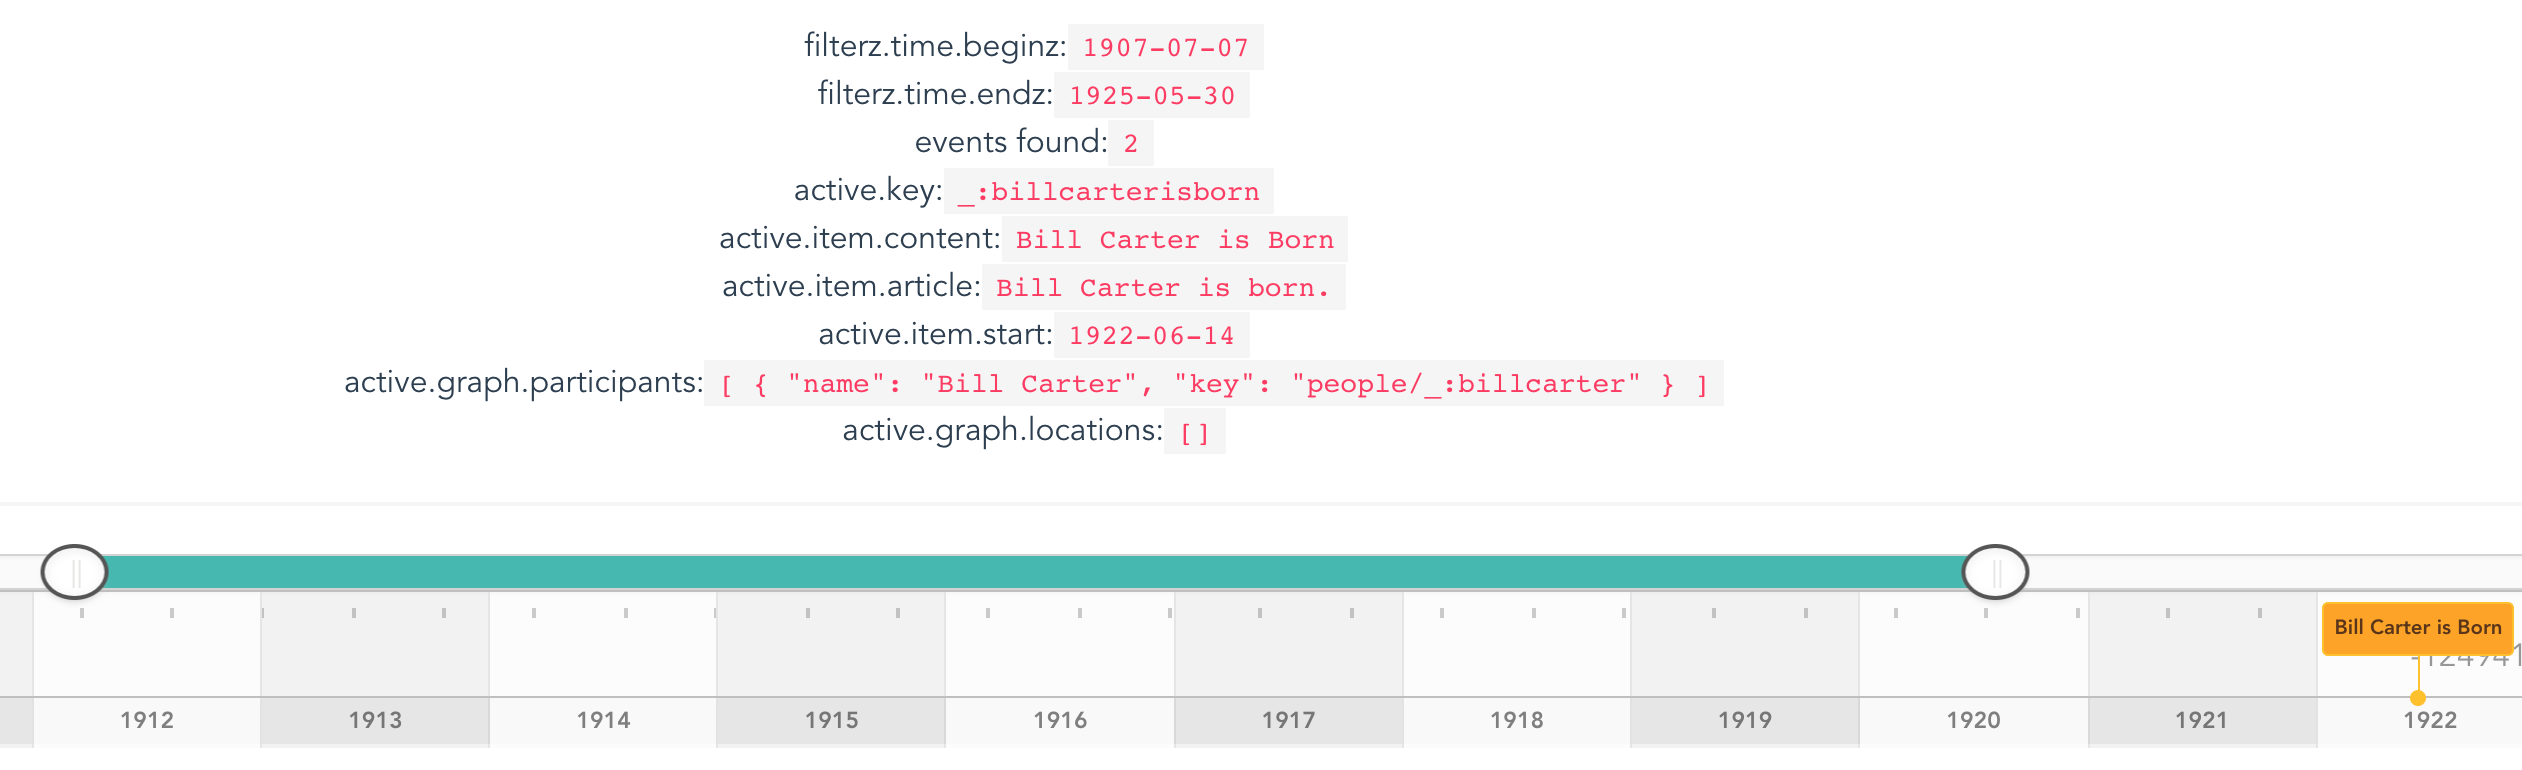 filterz.time.beginz: 1907-07-07
filterz.time.endz: 1925-05-30
events found: 2
active.key: _:billcarterisborn
active.item.content: Bill Carter is Born
active.item.article: Bill Carter is born.
active.item.start: 1922-06-14
active.graph.participants: [ { "name": "Bill Carter", "key": "people/_:billcarter" } ]
active.graph.locations: []
Bill Carter is Born
1912 1913 1914 1915 1916 1917 1918 1919 1920 1921 1922